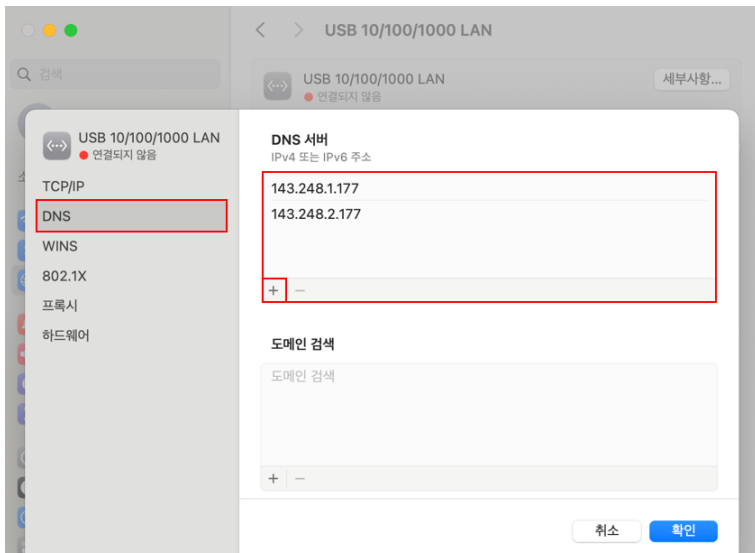 USB 10/100/1000 LAN
검색
USB 10/100/1000 LAN
연결되지 않음
세부사항...
USB 10/100/1000 LAN
연결되지 않음
TCP/IP
DNS
WINS
802.1X
프록시
하드웨어
DNS 서버
IPv4 또는 IPv6 주소
143.248.1.177
143.248.2.177
+ −
도메인 검색
도메인 검색
+ −
취소
확인